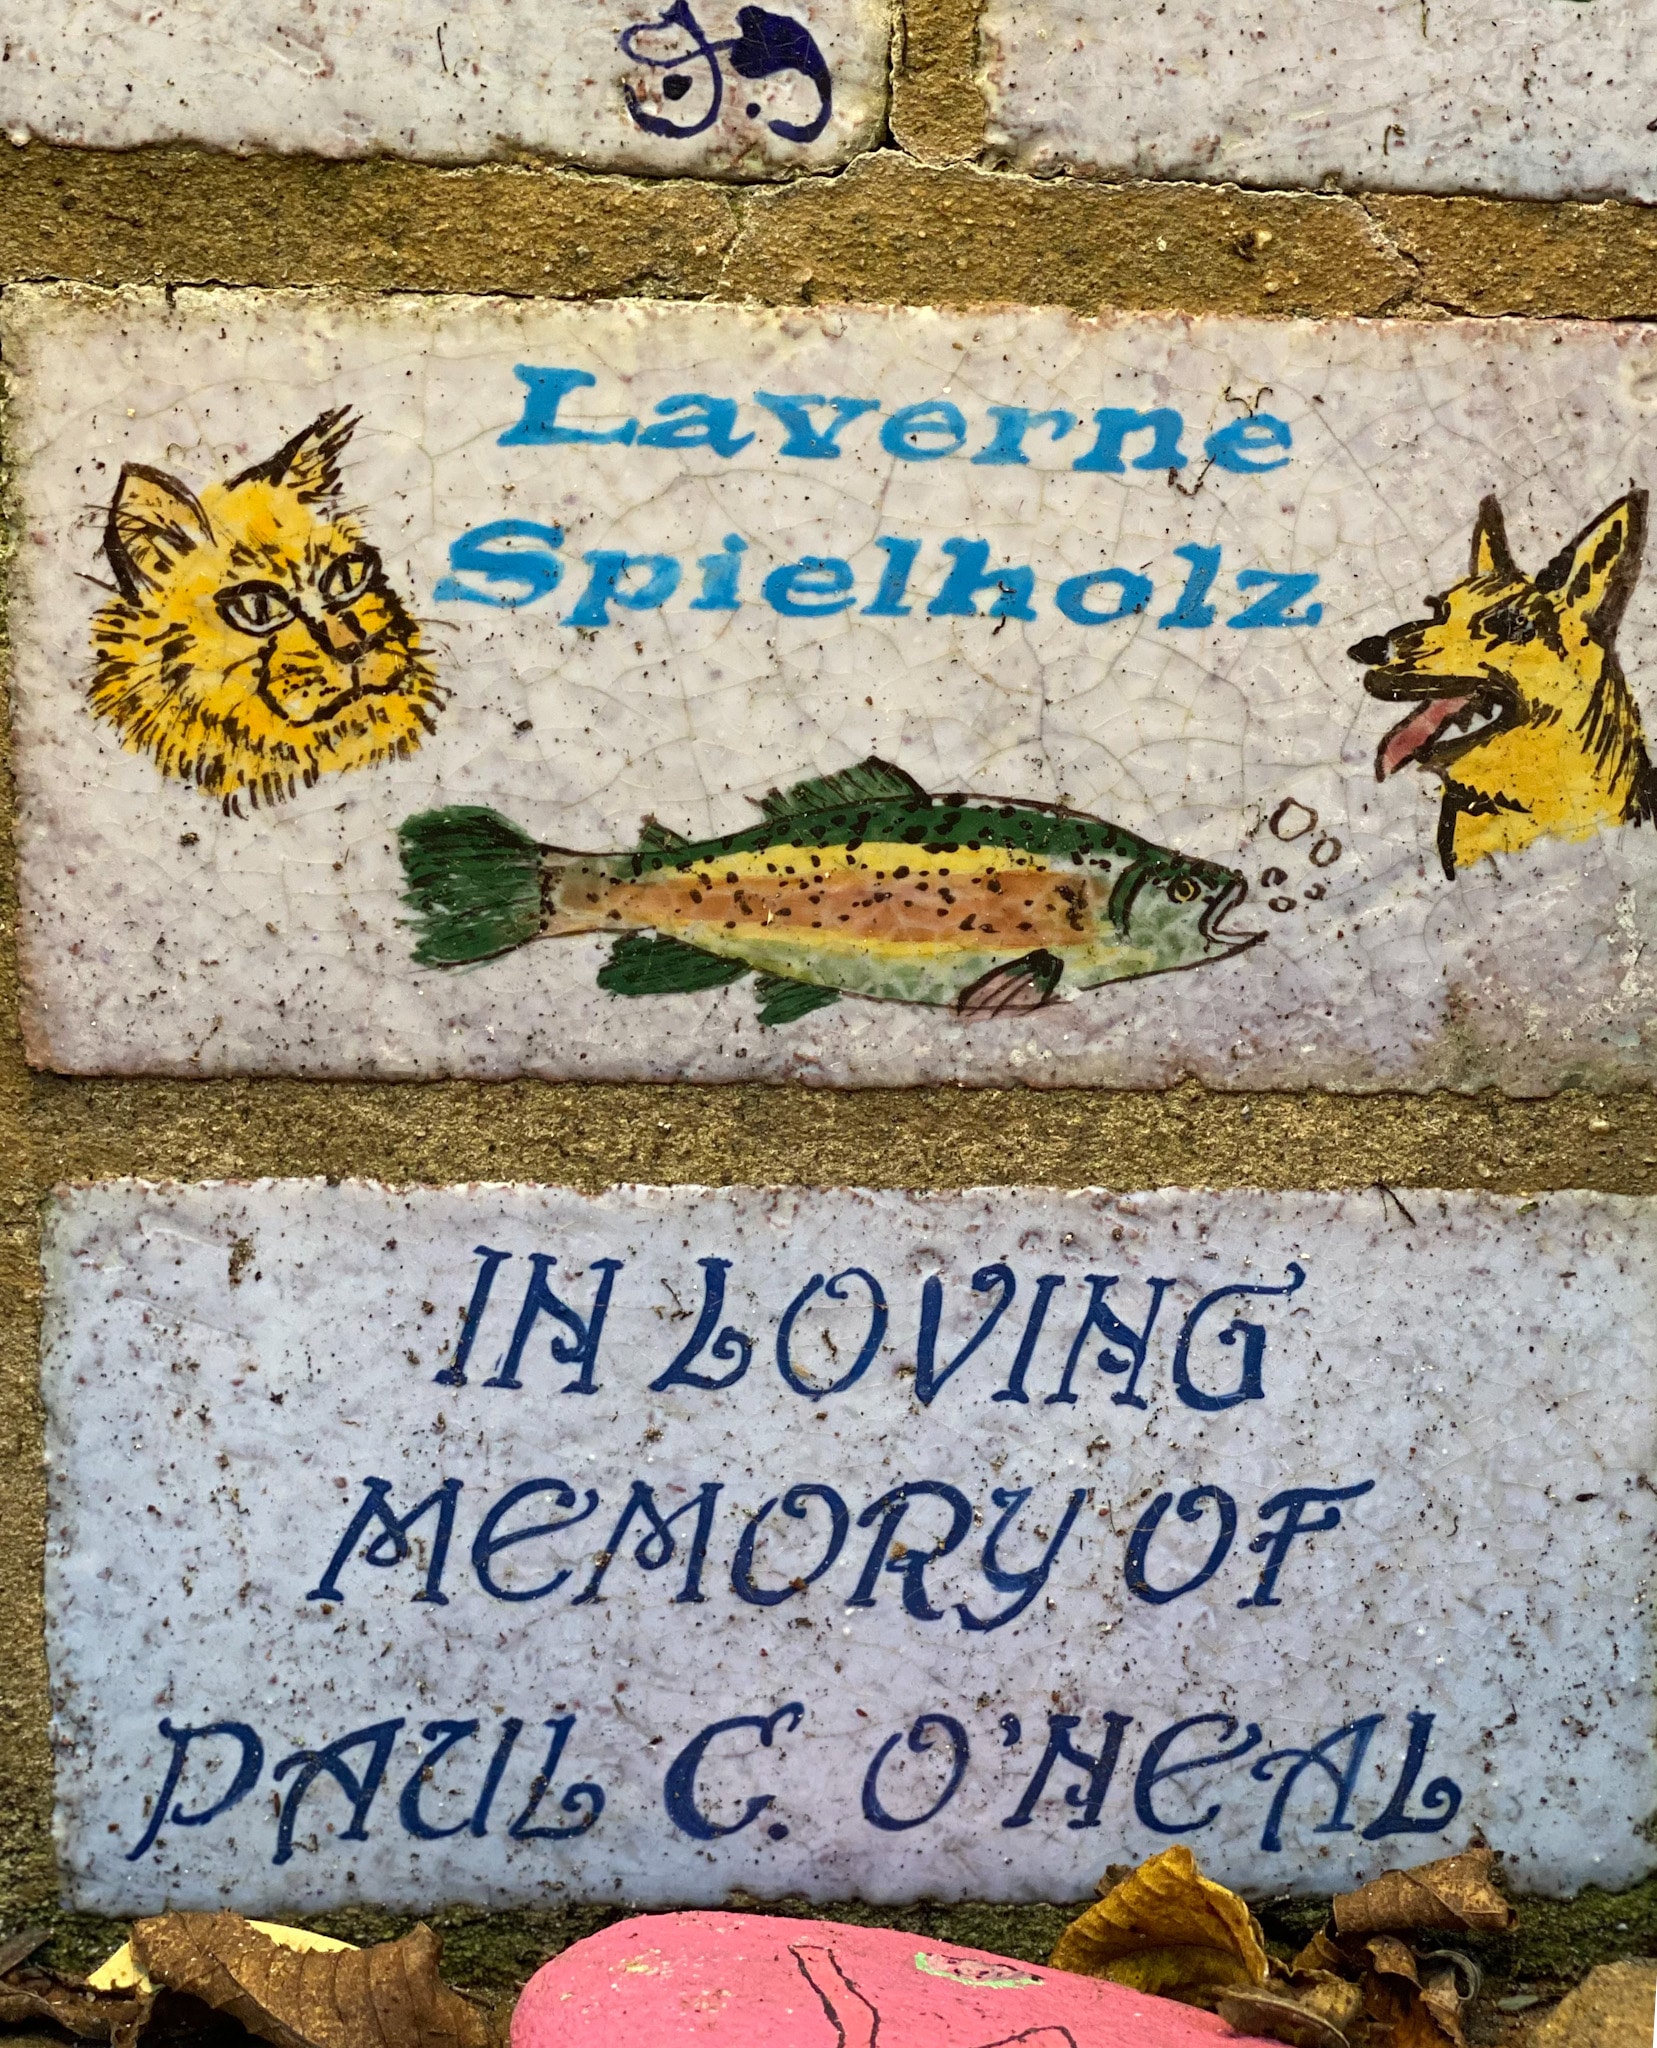 Laverne
Spielholz
IN LOVING
MEMORY OF
PAUL C. O'NEAL